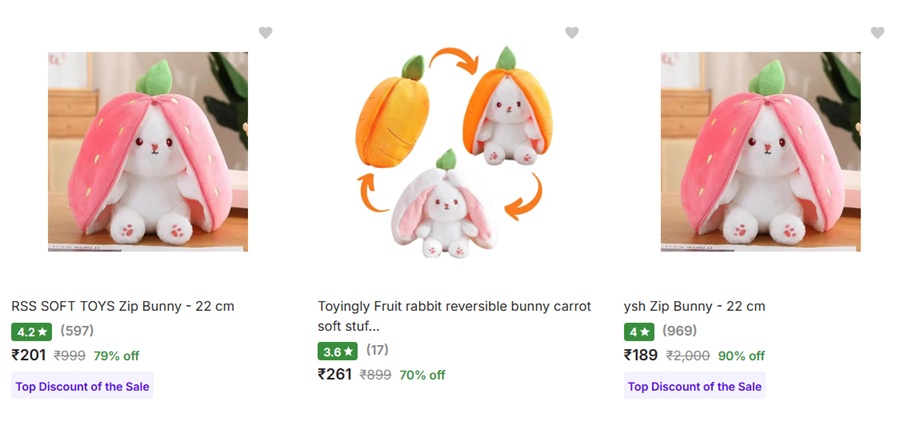 RSS SOFT TOYS Zip Bunny - 22 cm
4.2★ (597)
₹201 ₹999 79% off
Top Discount of the Sale
Toyingly Fruit rabbit reversible bunny carrot
soft stuf...
3.6★ (17)
₹261 ₹899 70% off
ysh Zip Bunny - 22 cm
4★ (969)
₹189 ₹2,000 90% off
Top Discount of the Sale